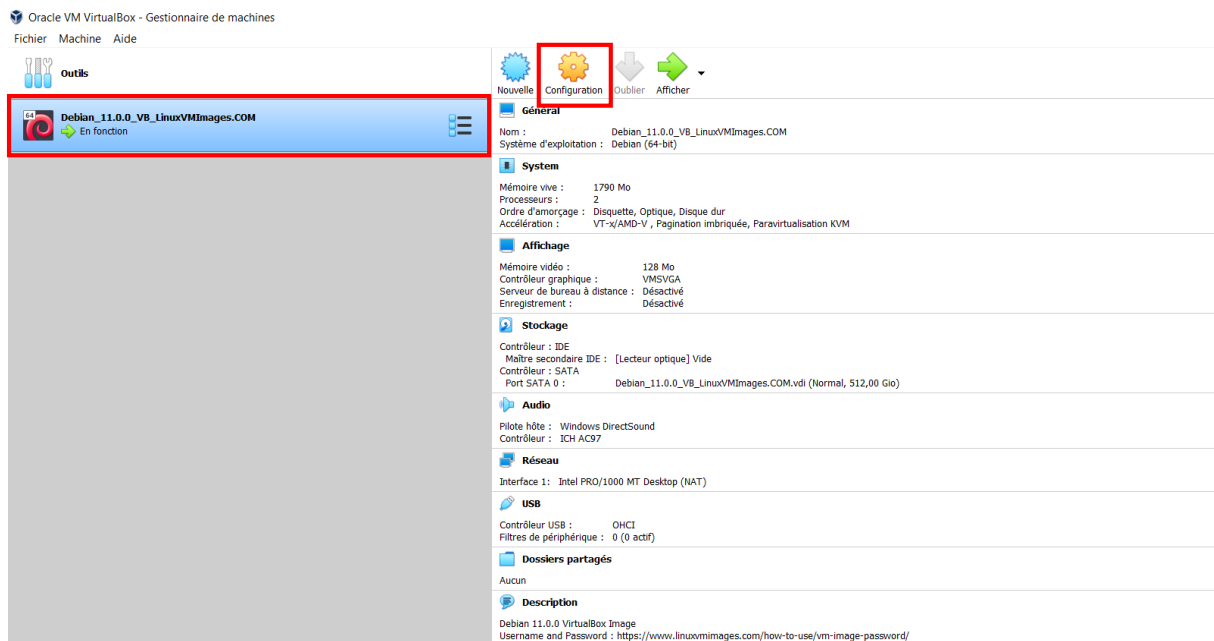 Oracle VM VirtualBox - Gestionnaire de machines
Fichier Machine Aide
Outils
64
Debian_11.0.0_VB_LinuxVMImages.COM
En fonction
Nouvelle Configuration Oublier Afficher
Général
Nom : Debian_11.0.0_VB_LinuxVMImages.COM
Système d'exploitation : Debian (64-bit)
System
Mémoire vive : 1790 Mo
Processeurs : 2
Ordre d'amorçage : Disquette, Optique, Disque dur
Accélération : VT-x/AMD-V , Pagination imbriquée, Paravirtualisation KVM
Affichage
Mémoire vidéo : 128 Mo
Contrôleur graphique : VMSVGA
Serveur de bureau à distance : Désactivé
Enregistrement : Désactivé
Stockage
Contrôleur : IDE
Maître secondaire IDE : [Lecteur optique] Vide
Contrôleur : SATA
Port SATA 0 : Debian_11.0.0_VB_LinuxVMImages.COM.vdi (Normal, 512,00 Gio)
Audio
Pilote hôte : Windows DirectSound
Contrôleur : ICH AC97
Réseau
Interface 1: Intel PRO/1000 MT Desktop (NAT)
USB
Contrôleur USB : OHCI
Filtres de périphérique : 0 (0 actif)
Dossiers partagés
Aucun
Description
Debian 11.0.0 VirtualBox Image
Username and Password : https://www.linuxvmimages.com/how-to-use/vm-image-password/